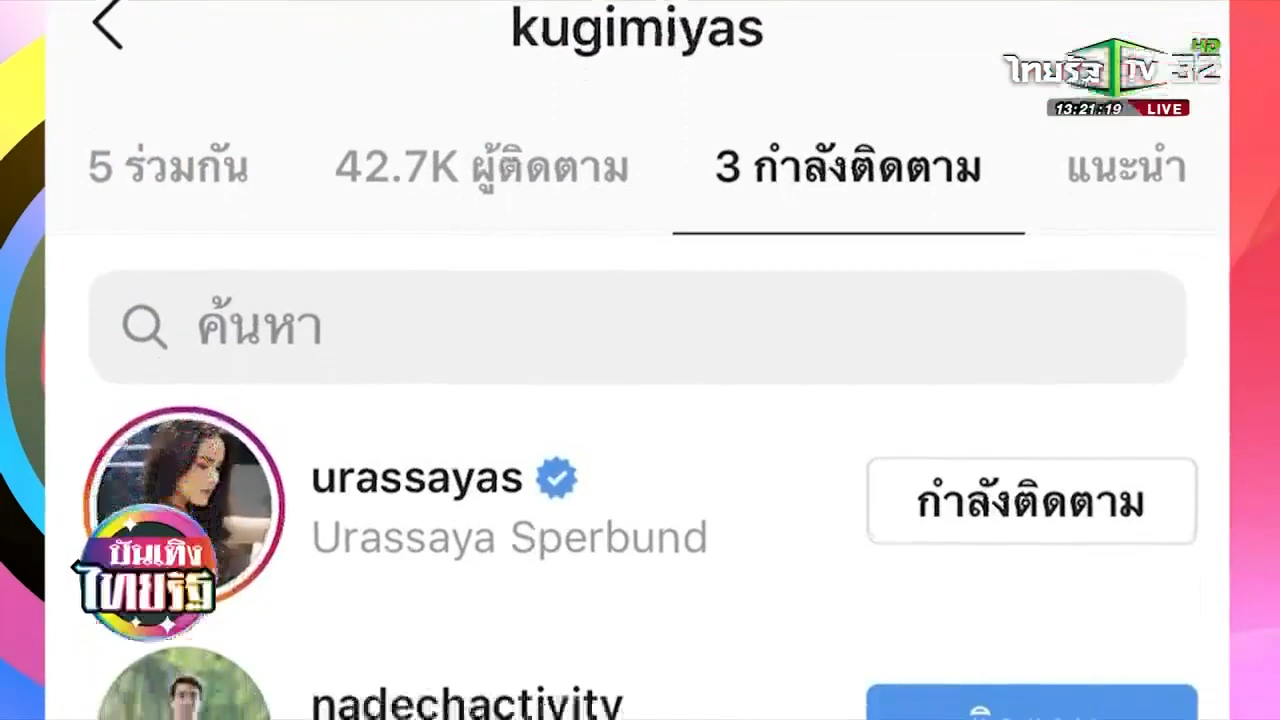 kugimiyas
ไทยรัฐ TV 32 HD
13:21:19 LIVE
5 ร่วมกัน 42.7K ผู้ติดตาม 3 กำลังติดตาม แนะนำ
ค้นหา
urassayas
กำลังติดตาม
Urassaya Sperbund
บันเทิง
ไทยรัฐ
nadechactivity